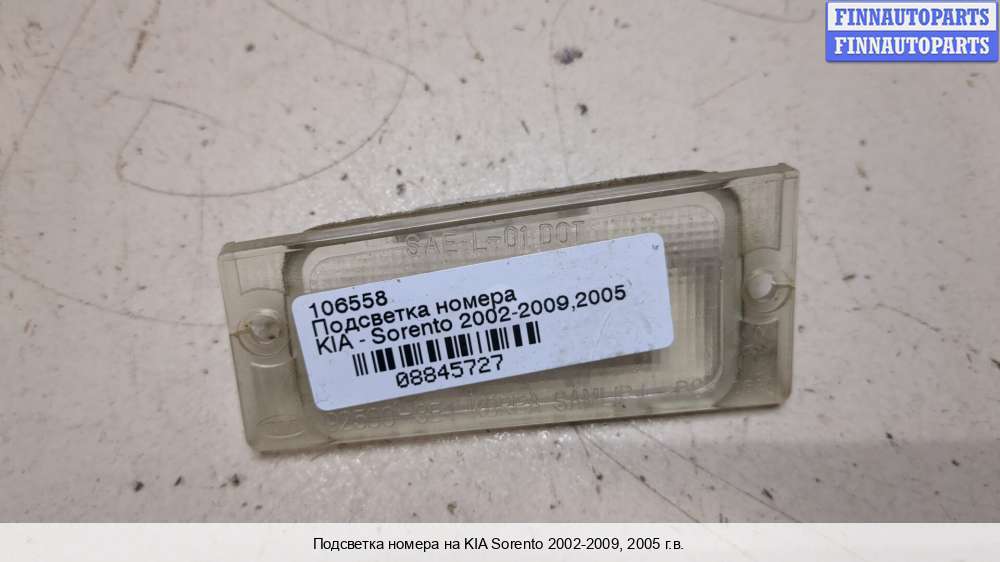 FINNAUTOPARTS
FINNAUTOPARTS
SAE-L-01 DOT
106558
Подсветка номера
KIA - Sorento 2002-2009,2005
08845727
KOREA
Подсветка номера на KIA Sorento 2002-2009, 2005 г.в.